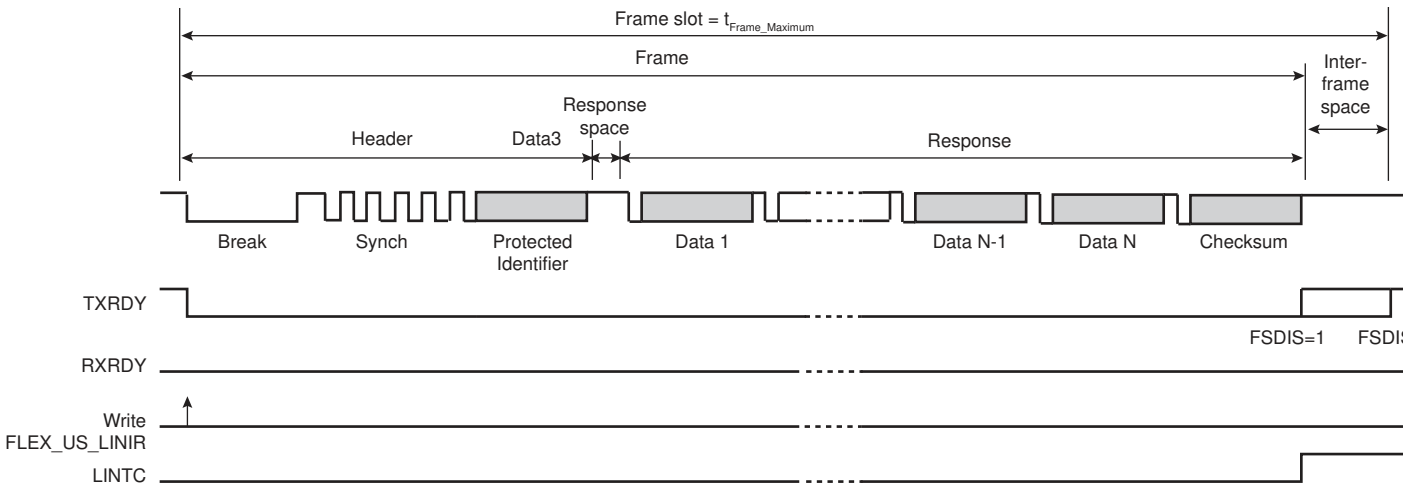 Frame slot = tFrame_Maximum
Frame
Inter-
frame
space
Response
space
Header
Data3
Response
Break
Synch
Protected
Identifier
Data 1
Data N-1
Data N
Checksum
TXRDY
FSDIS=1
FSDIS
RXRDY
Write
FLEX_US_LINIR
LINTC